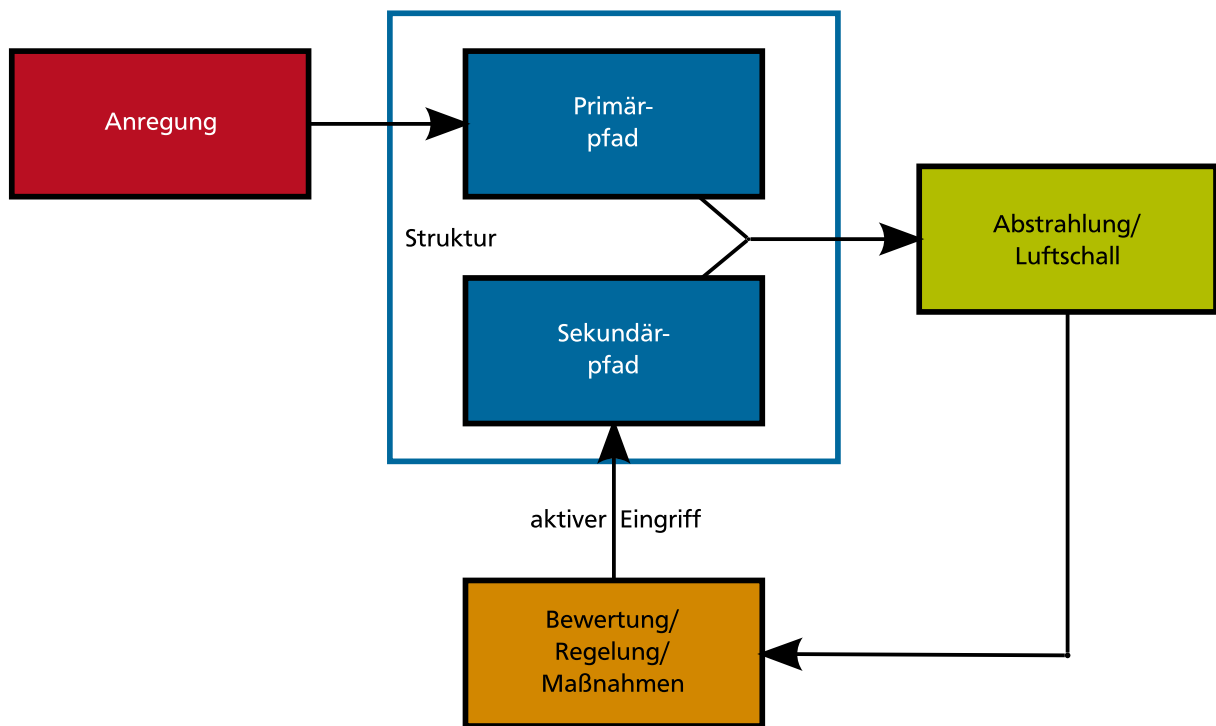 Anregung
Primär-
pfad
Struktur
Sekundär-
pfad
Abstrahlung/
Luftschall
aktiver Eingriff
Bewertung/
Regelung/
Maßnahmen